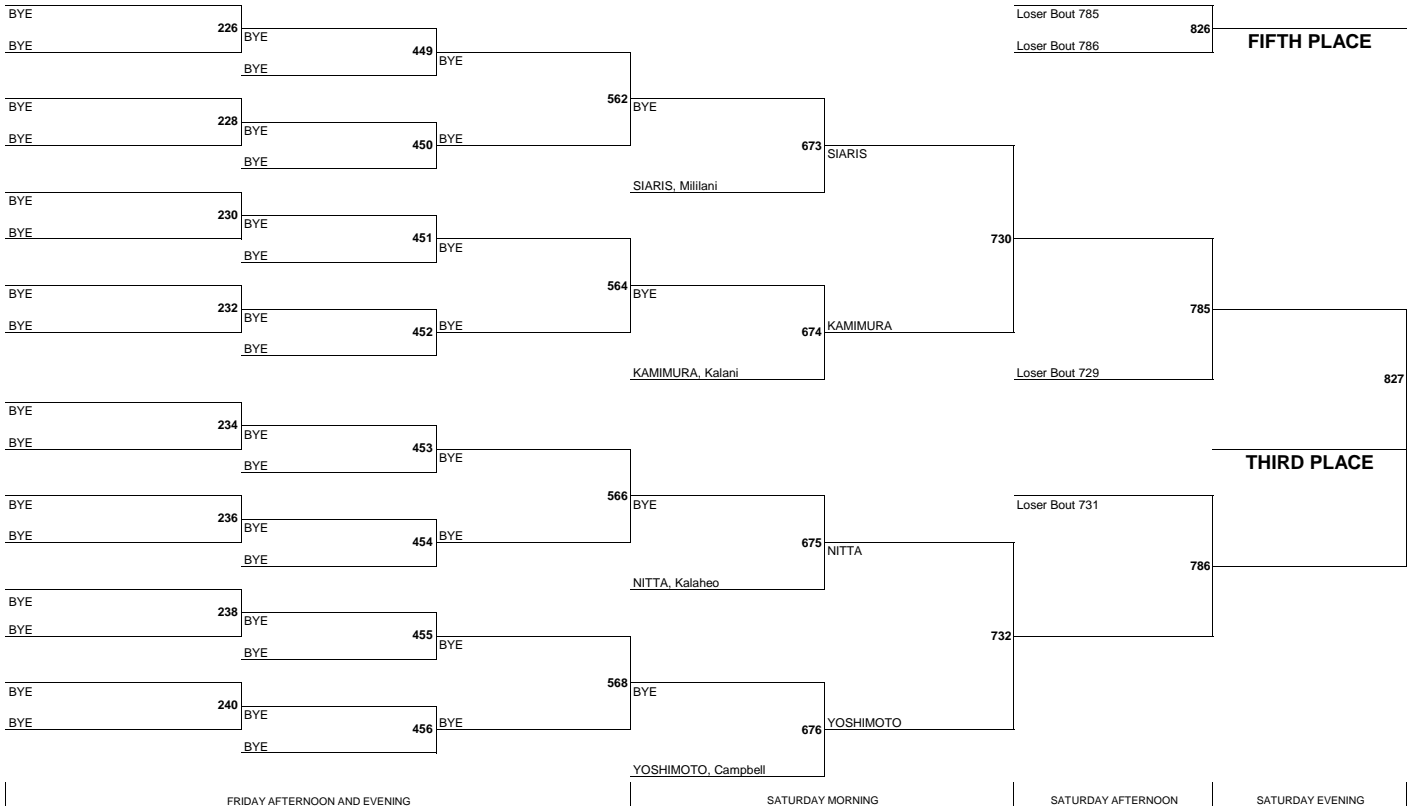 BYE
226
BYE
BYE
449
BYE
BYE
562
BYE
BYE
228
BYE
BYE
450
BYE
BYE
673
SIARIS
SIARIS, Mililani
BYE
230
BYE
BYE
451
BYE
BYE
564
BYE
BYE
232
BYE
BYE
452
BYE
BYE
674
KAMIMURA
KAMIMURA, Kalani
730
785
Loser Bout 729
BYE
234
BYE
BYE
453
BYE
BYE
566
BYE
BYE
236
BYE
BYE
454
BYE
BYE
675
NITTA
NITTA, Kalaheo
BYE
238
BYE
BYE
455
BYE
BYE
568
BYE
BYE
240
BYE
BYE
456
BYE
BYE
676
YOSHIMOTO
YOSHIMOTO, Campbell
732
Loser Bout 731
786
827
THIRD PLACE
Loser Bout 785
826
Loser Bout 786
FIFTH PLACE
FRIDAY AFTERNOON AND EVENING
SATURDAY MORNING
SATURDAY AFTERNOON
SATURDAY EVENING